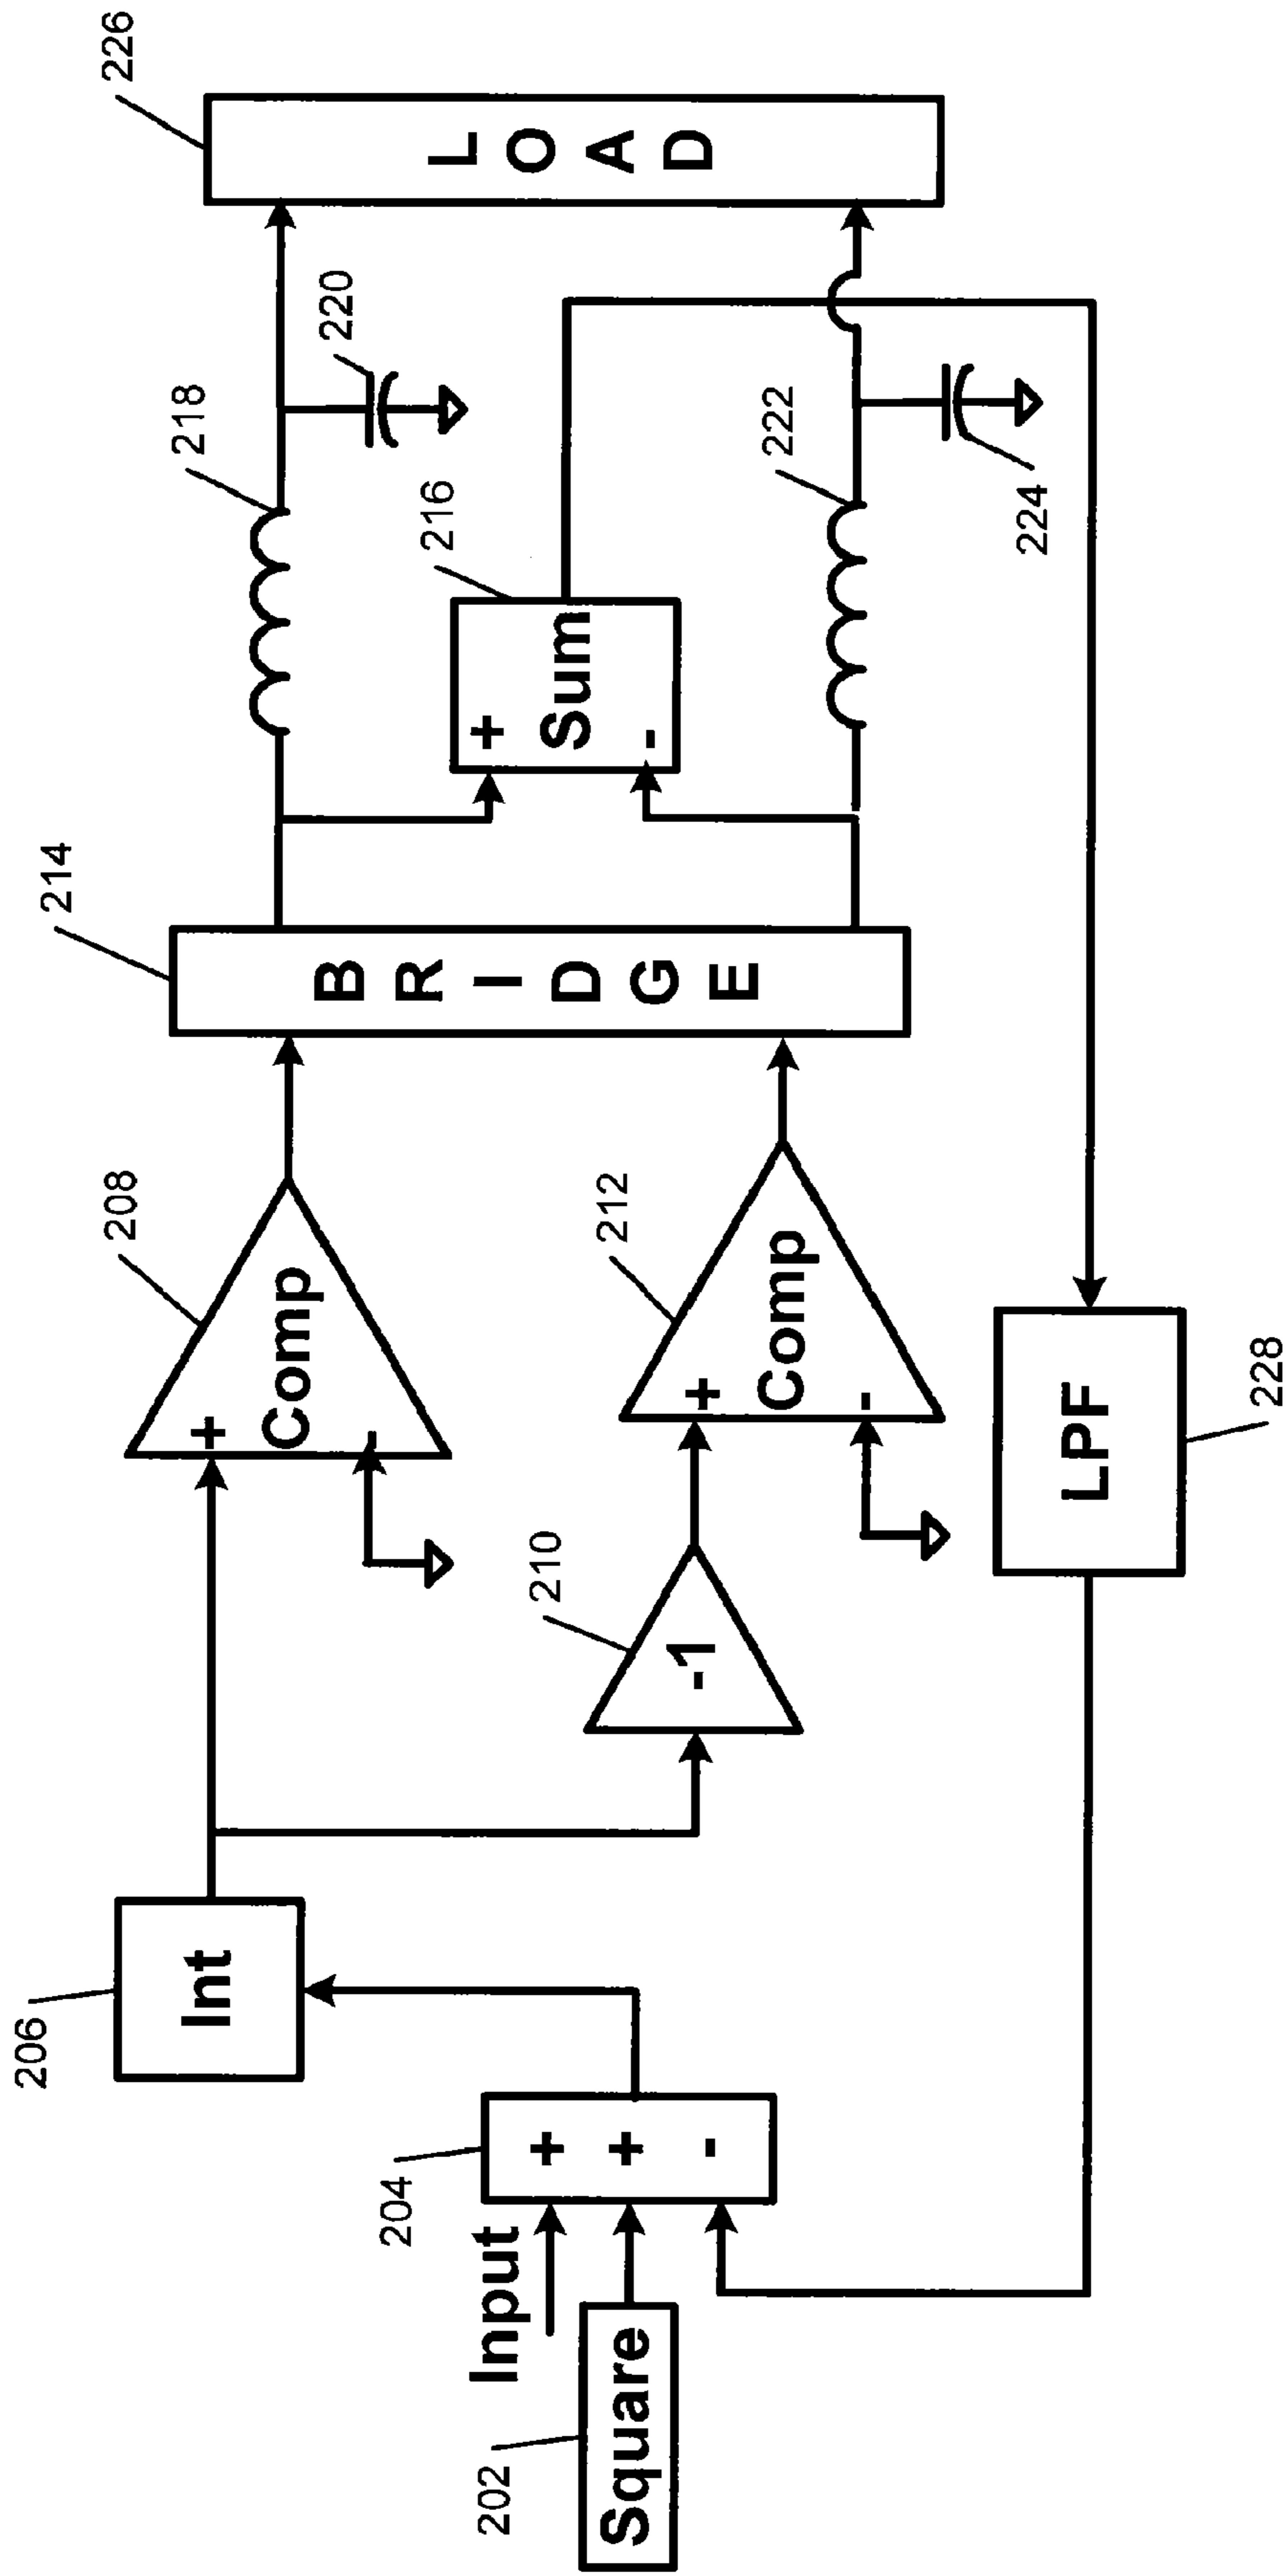 206
Int
204
+
+
-
Input
Square
202
208
+
Comp
-
210
-1
212
+
Comp
-
214
BRIDGE
218
220
216
+
Sum
-
222
224
226
LOAD
LPF
228